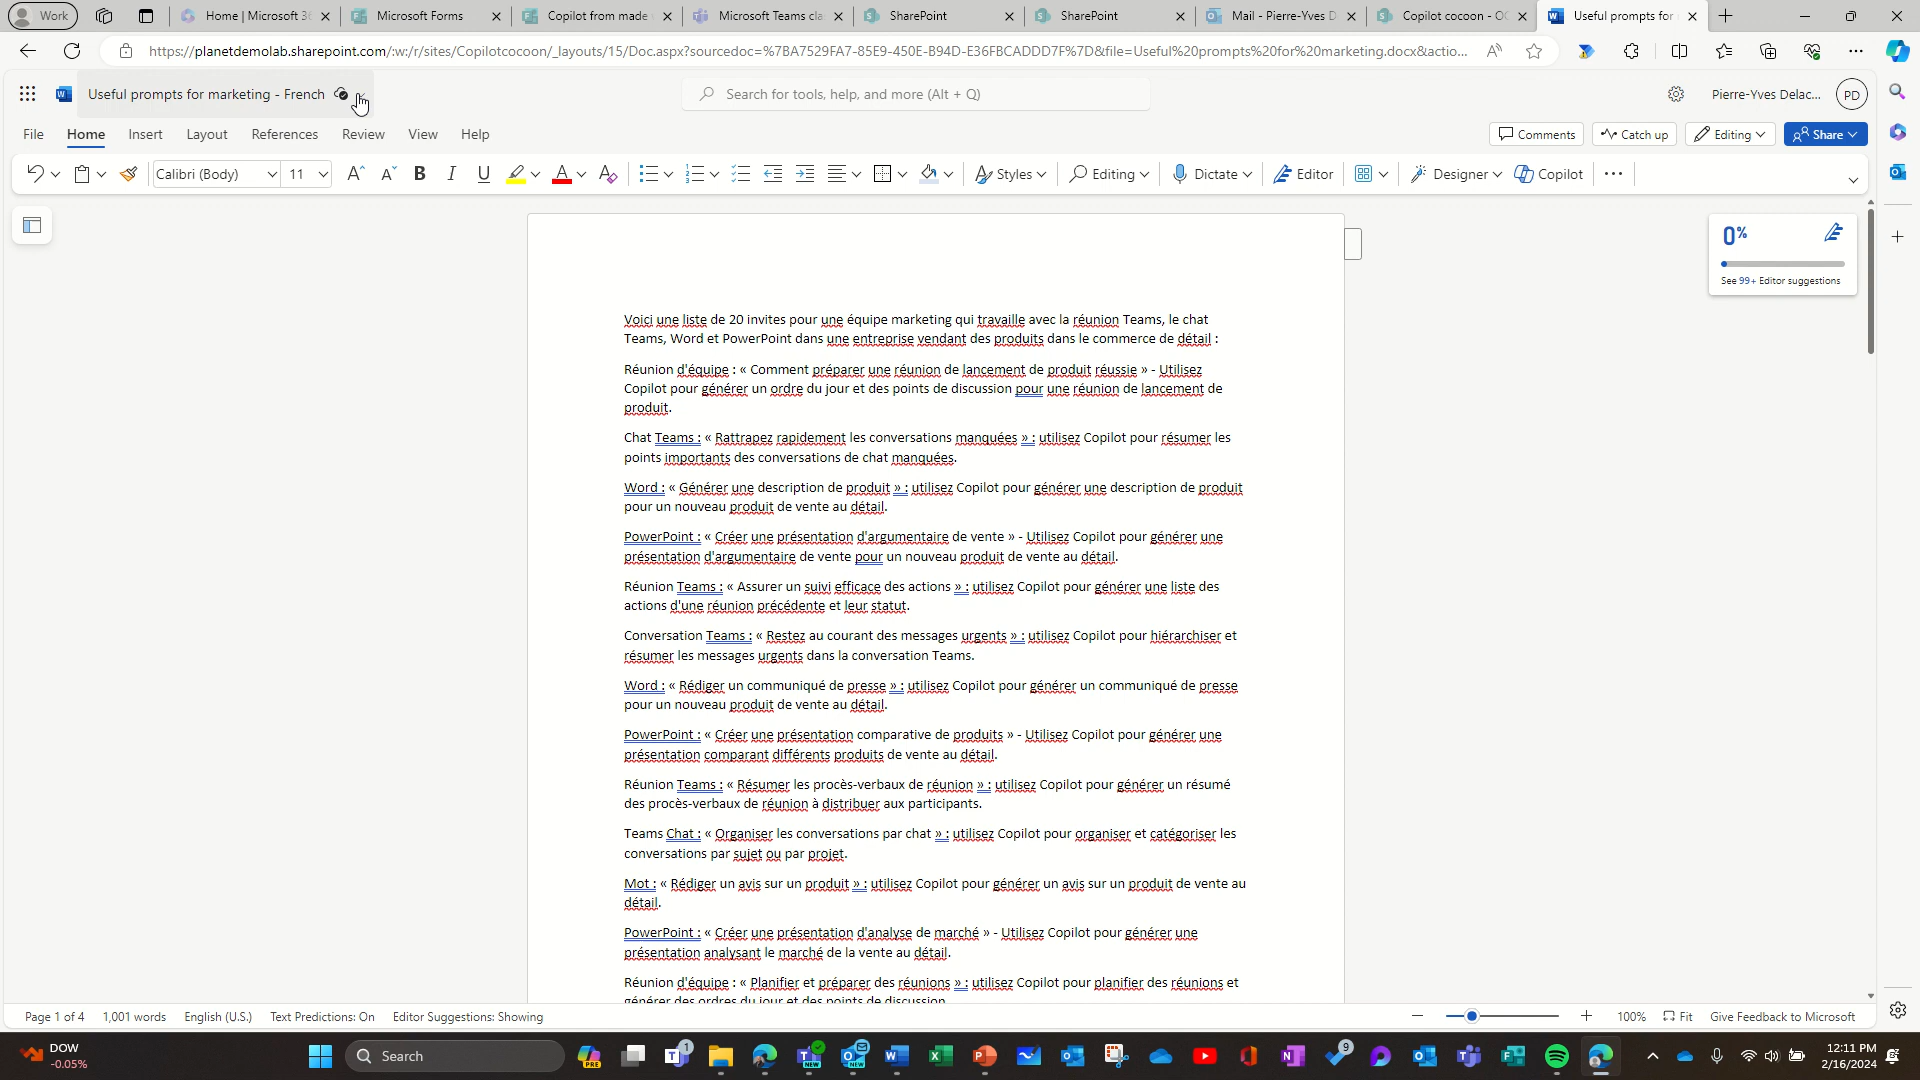 Work
Home | Microsoft 3
Microsoft Forms
Copilot from made
Microsoft Teams cla
SharePoint
SharePoint
Mail - Pierre-Yves D
Copilot cocoon - O
Useful prompts for
https://planetdemolab.sharepoint.com/:w:/r/sites/Copilotcocoon/_layouts/15/Doc.aspx?sourcedoc=%7BA7529FA7-85E9-450E-B94D-E36FBCADDD7F%7D&file=Useful%20prompts%20for%20marketing.docx&actio...
Useful prompts for marketing - French
Search for tools, help, and more (Alt + Q)
Pierre-Yves Delac...
PD
File Home Insert Layout References Review View Help
Comments Catch up Editing Share
Calibri (Body) 11
Styles Editing Dictate Editor Designer Copilot
0%
See 99+ Editor suggestions
Voici une liste de 20 invites pour une équipe marketing qui travaille avec la réunion Teams, le chat
Teams, Word et PowerPoint dans une entreprise vendant des produits dans le commerce de détail :
Réunion d'équipe : « Comment préparer une réunion de lancement de produit réussie » - Utilisez
Copilot pour générer un ordre du jour et des points de discussion pour une réunion de lancement de
produit.
Chat Teams : « Rattrapez rapidement les conversations manquées » : utilisez Copilot pour résumer les
points importants des conversations de chat manquées.
Word : « Générer une description de produit » : utilisez Copilot pour générer une description de produit
pour un nouveau produit de vente au détail.
PowerPoint : « Créer une présentation d'argumentaire de vente » - Utilisez Copilot pour générer une
présentation d'argumentaire de vente pour un nouveau produit de vente au détail.
Réunion Teams : « Assurer un suivi efficace des actions » : utilisez Copilot pour générer une liste des
actions d'une réunion précédente et leur statut.
Conversation Teams : « Restez au courant des messages urgents » : utilisez Copilot pour hiérarchiser et
résumer les messages urgents dans la conversation Teams.
Word : « Rédiger un communiqué de presse » : utilisez Copilot pour générer un communiqué de presse
pour un nouveau produit de vente au détail.
PowerPoint : « Créer une présentation comparative de produits » - Utilisez Copilot pour générer une
présentation comparant différents produits de vente au détail.
Réunion Teams : « Résumer les procès-verbaux de réunion » : utilisez Copilot pour générer un résumé
des procès-verbaux de réunion à distribuer aux participants.
Teams Chat : « Organiser les conversations par chat » : utilisez Copilot pour organiser et catégoriser les
conversations par sujet ou par projet.
Mot : « Rédiger un avis sur un produit » : utilisez Copilot pour générer un avis sur un produit de vente au
détail.
PowerPoint : « Créer une présentation d'analyse de marché » - Utilisez Copilot pour générer une
présentation analysant le marché de la vente au détail.
Réunion d'équipe : « Planifier et préparer des réunions » : utilisez Copilot pour planifier des réunions et
générer des ordres du jour et des points de discussion
Page 1 of 4 1,001 words English (U.S.) Text Predictions: On Editor Suggestions: Showing
100% Fit Give Feedback to Microsoft
DOW
-0.05%
Search
12:11 PM
2/16/2024